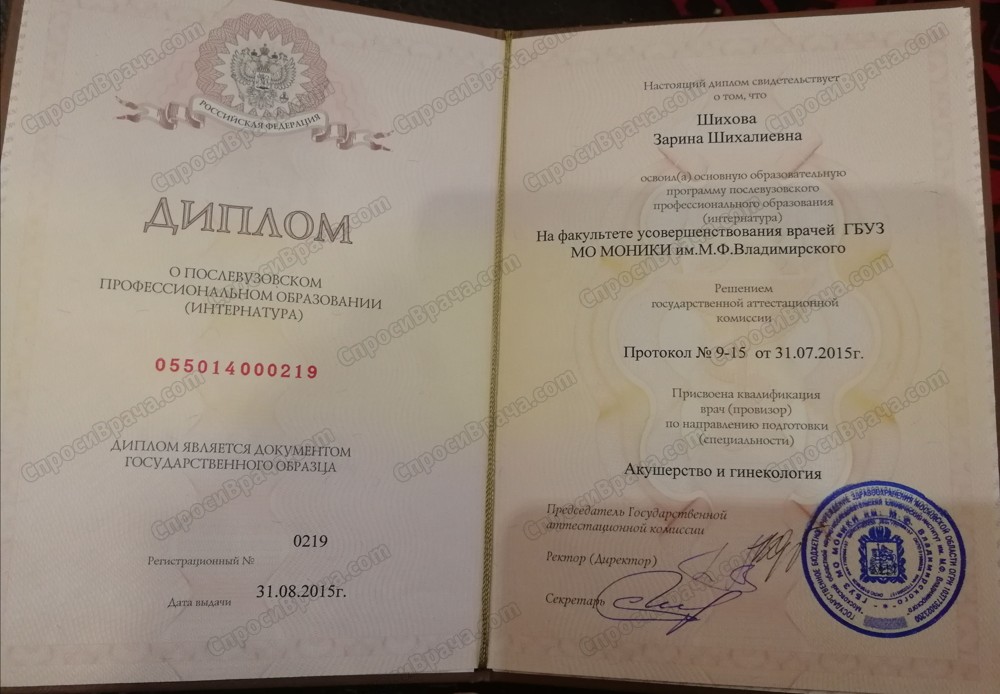 РОССИЙСКАЯ ФЕДЕРАЦИЯ
ДИПЛОМ
О ПОСЛЕВУЗОВСКОМ
ПРОФЕССИОНАЛЬНОМ ОБРАЗОВАНИИ
(ИНТЕРНАТУРА)
055014000219
ДИПЛОМ ЯВЛЯЕТСЯ ДОКУМЕНТОМ
ГОСУДАРСТВЕННОГО ОБРАЗЦА
0219
Регистрационный №
31.08.2015г.
Дата выдачи
Настоящий диплом свидетельствует
о том, что
Шихова
Зарина Шихалиевна
освоил(а) основную образовательную
программу послевузовского
профессионального образования
(интернатура)
На факультете усовершенствования врачей ГБУЗ
МО МОНИКИ им.М.Ф.Владимирского
Решением
государственной аттестационной
комиссии
Протокол № 9-15 от 31.07.2015г.
Присвоена квалификация
врач (провизор)
по направлению подготовки
(специальности)
Акушерство и гинекология
Председатель Государственной
аттестационной комиссии
Ректор (Директор)
Секретарь
СпросиВрача.com